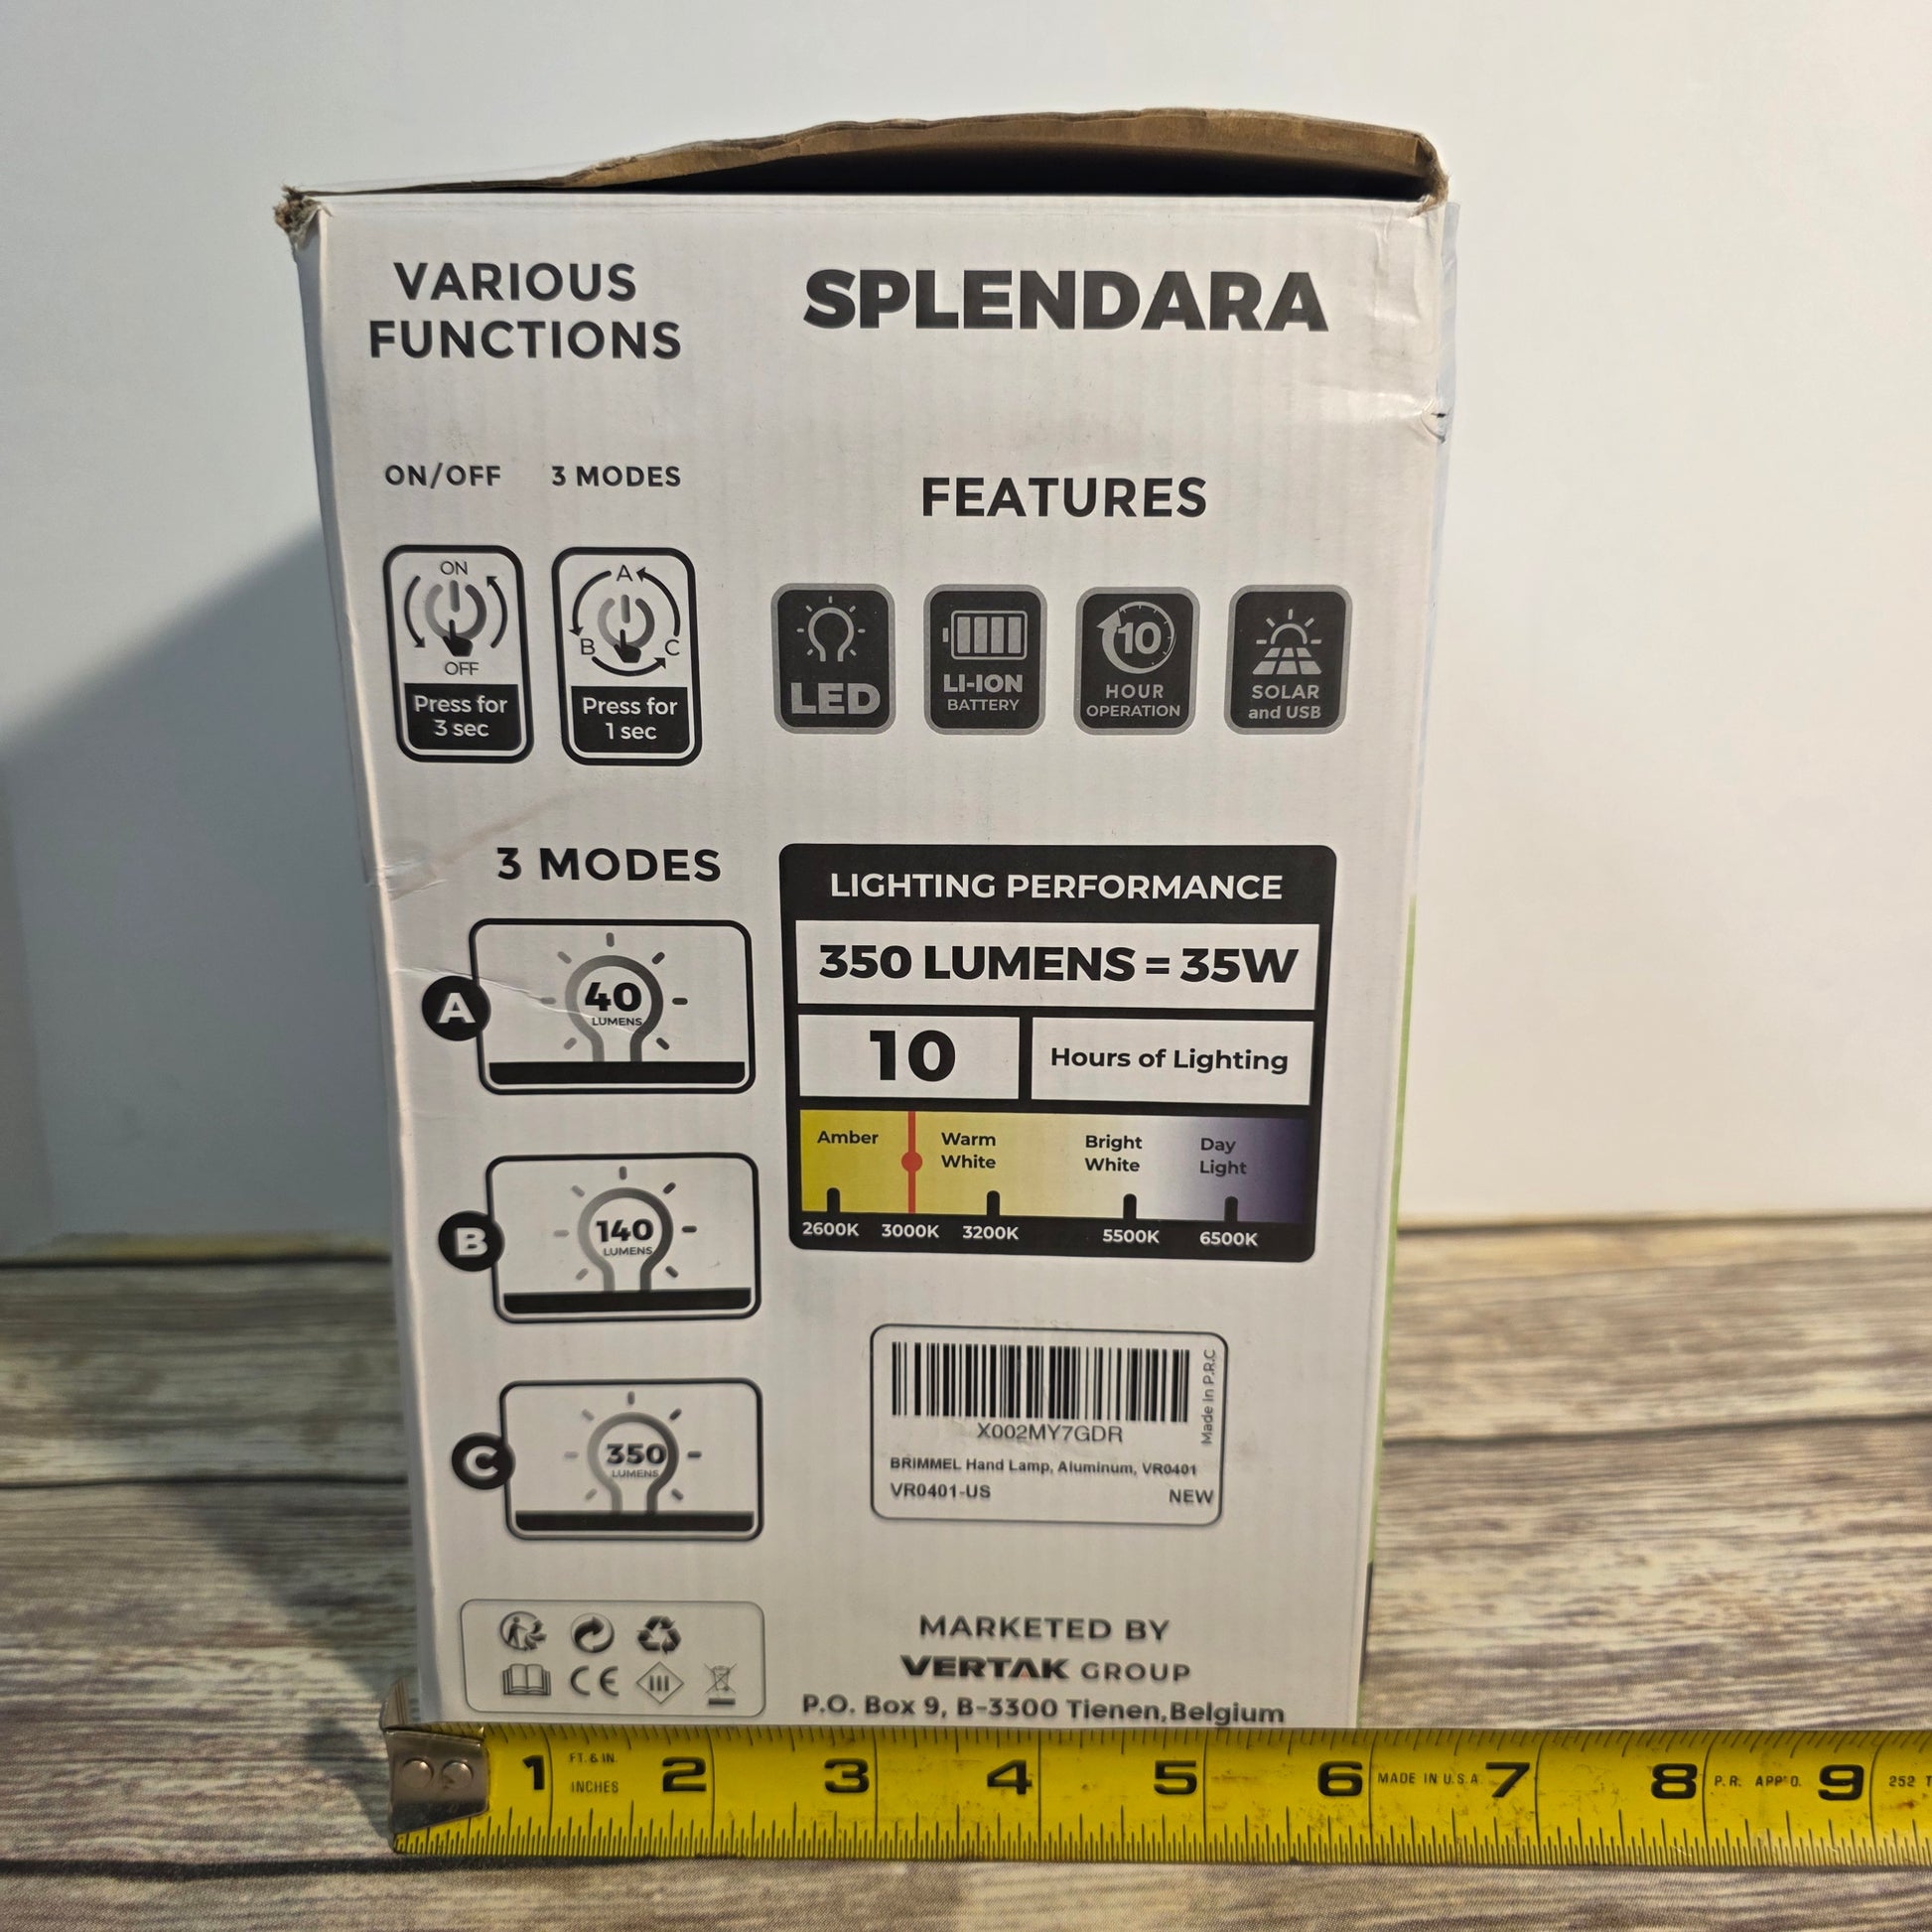 VARIOUS
FUNCTIONS
SPLENDARA
ON/OFF
3 MODES
ON
OFF
Press for
3 sec
A
B
C
Press for
1 sec
FEATURES
LED
LI-ION
BATTERY
10
HOUR
OPERATION
SOLAR
and USB
3 MODES
A
40
LUMENS
B
140
LUMENS
C
350
LUMENS
LIGHTING PERFORMANCE
350 LUMENS = 35W
10
Hours of Lighting
Amber
Warm
White
Bright
White
Day
Light
2600K 3000K 3200K 5500K 6500K
X002MY7GDR
Made in P.R.C
BRIMMEL Hand Lamp, Aluminum, VR0401
VR0401-US
NEW
CE
III
MARKETED BY
VERTAK GROUP
P.O. Box 9, B-3300 Tienen,Belgium
1 FT. & IN. INCHES 2 3 4 5 6 MADE IN U.S.A. 7 8 P.R. APP'D. 9 252